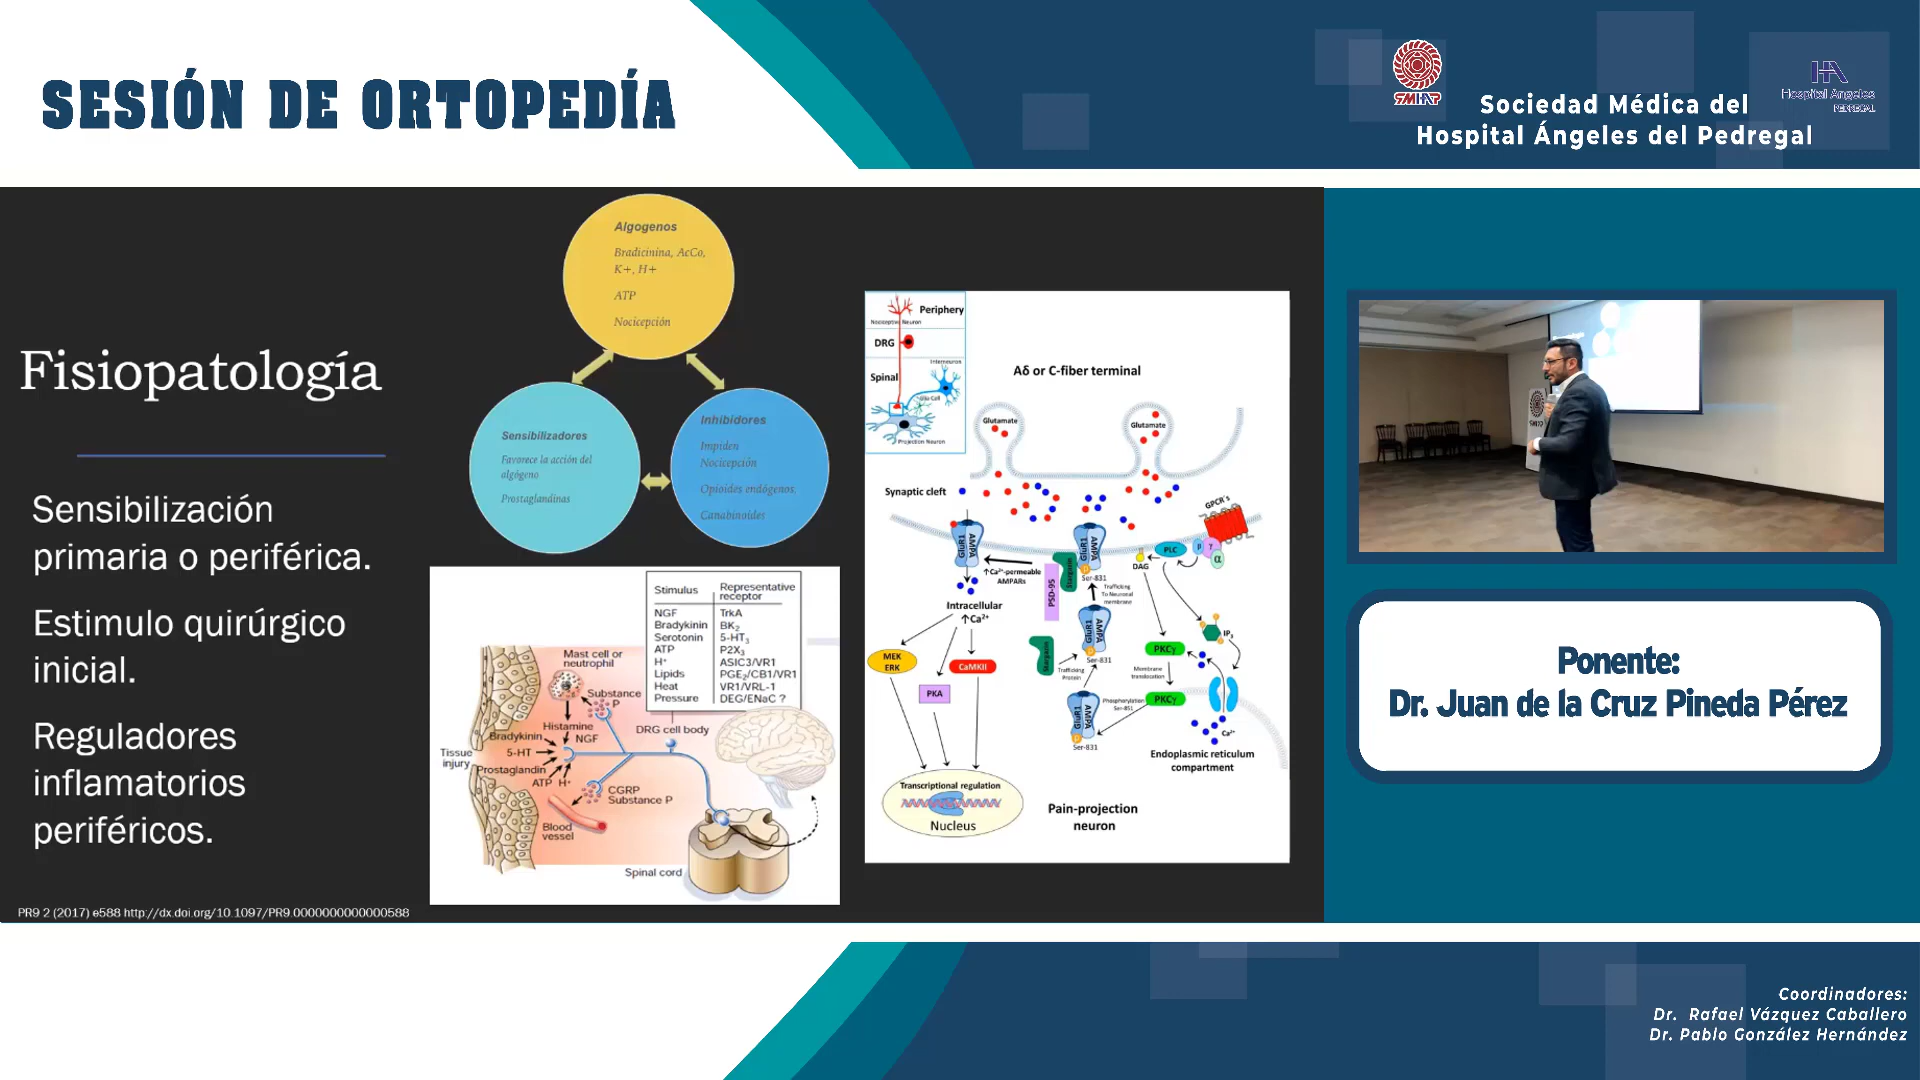 SESIÓN DE ORTOPEDÍA
SMHAP
Sociedad Médica del
Hospital Ángeles del Pedregal
HA
Hospital Angeles
PEDREGAL
Fisiopatología
Sensibilización
primaria o periférica.
Estimulo quirúrgico
inicial.
Reguladores
inflamatorios
periféricos.
PR9 2 (2017) e588 http://dx.doi.org/10.1097/PR9.0000000000000588
Algogenos
Bradicinina, AcCo,
K+, H+
ATP
Nocicepción
Sensibilizadores
Favorece la acción del
algógeno
Prostaglandinas
Inhibidores
Impiden
Nocicepción
Opioides endógenos,
Canabinoides
Stimulus Representative
receptor
NGF TrkA
Bradykinin BK2
Serotonin 5-HT3
ATP P2X3
H+ ASIC3/VR1
Lipids PGE2/CB1/VR1
Heat VR1/VRL-1
Pressure DEG/ENaC ?
Mast cell or
neutrophil
Substance
P
Histamine
NGF
Bradykinin
5-HT
Prostaglandin
ATP H+
Tissue
injury
DRG cell body
CGRP
Substance P
Blood
vessel
Spinal cord
Periphery
Nociceptive Neuron
DRG
Interneuron
Spinal
Glia Cell
Projection Neuron
Aδ or C-fiber terminal
Glutamate
Glutamate
Synaptic cleft
GPCR´s
GluR1
AMPA
↑Ca2+-permeable
AMPARs
PSD-95
Stargazin
GluR1
AMPA
P
Ser-831
Trafficking
To Neuronal
membrane
DAG
PLC
β
?
α
Intracellular
↑Ca2+
MEK
ERK
CaMKII
PKA
Stargazin
Trafficking
Protein
GluR1
AMPA
P
Ser-831
PKCγ
Membrane
translocation
PKCγ
IP3
Phosphorylation
Ser-831
GluR1
AMPA
P
Ser-831
Ca2+
Endoplasmic reticulum
compartment
Transcriptional regulation
Nucleus
Pain-projection
neuron
Ponente:
Dr. Juan de la Cruz Pineda Pérez
Coordinadores:
Dr. Rafael Vázquez Caballero
Dr. Pablo González Hernández